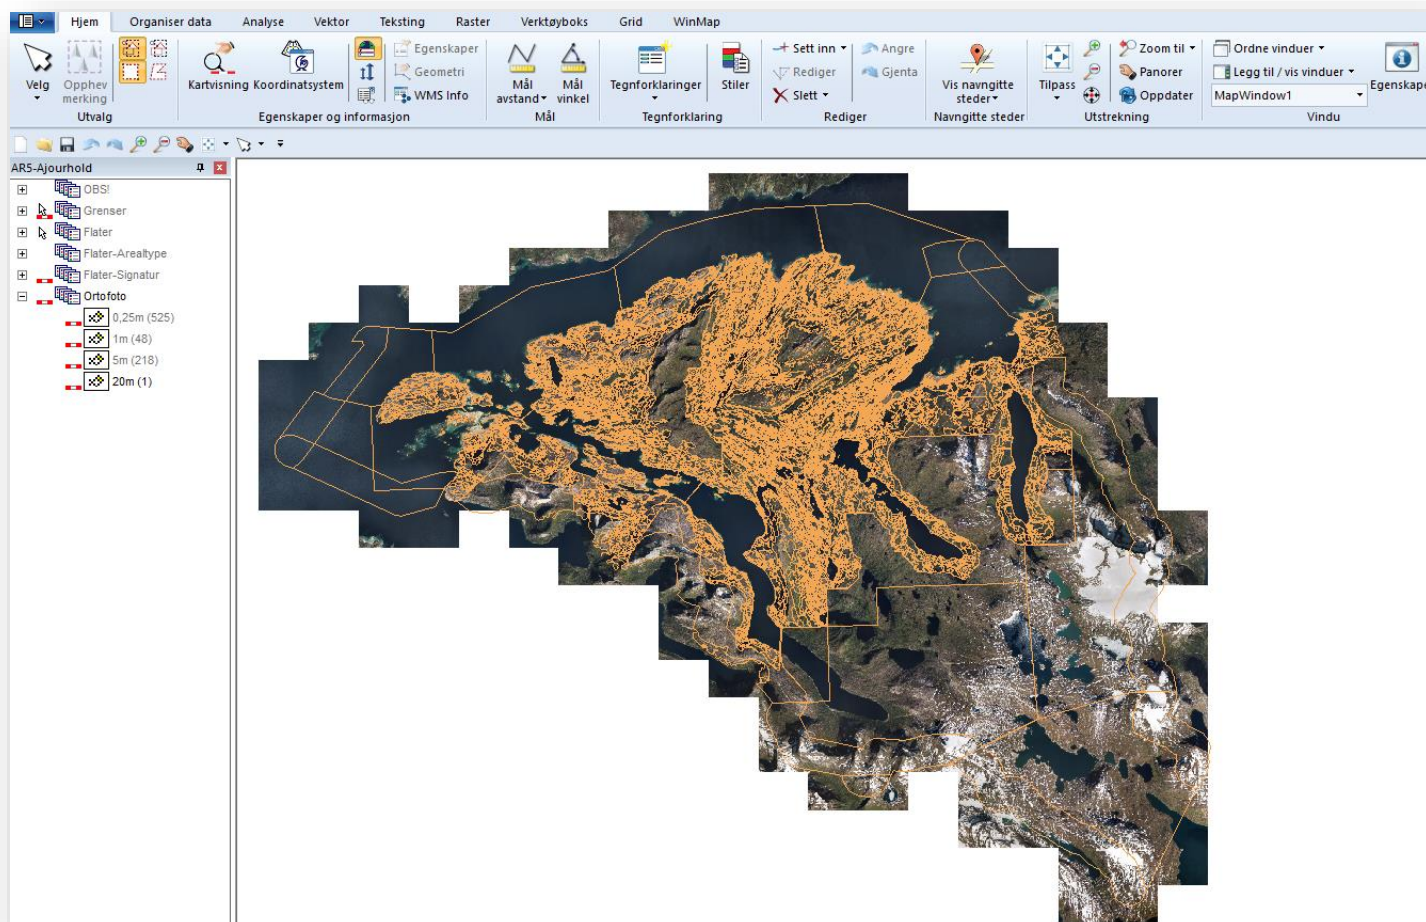 Hjem Organiser data Analyse Vektor Teksting Raster Verktøyboks Grid WinMap
Velg
Opphev merking
Utvalg
Kartvisning Koordinatsystem
Egenskaper
Geometri
WMS Info
Egenskaper og informasjon
Mål avstand
Mål vinkel
Mål
Tegnforklaringer
Stiler
Tegnforklaring
Sett inn
Rediger
Slett
Angre
Gjenta
Rediger
Vis navngitte steder
Navngitte steder
Tilpass
Zoom til
Panorer
Oppdater
Utstrekning
Ordne vinduer
Legg til / vis vinduer
MapWindow1
Egenskape
Vindu
AR5-Ajourhold
OBS!
Grenser
Flater
Flater-Arealtype
Flater-Signatur
Ortofoto
0,25m (525)
1m (48)
5m (218)
20m (1)